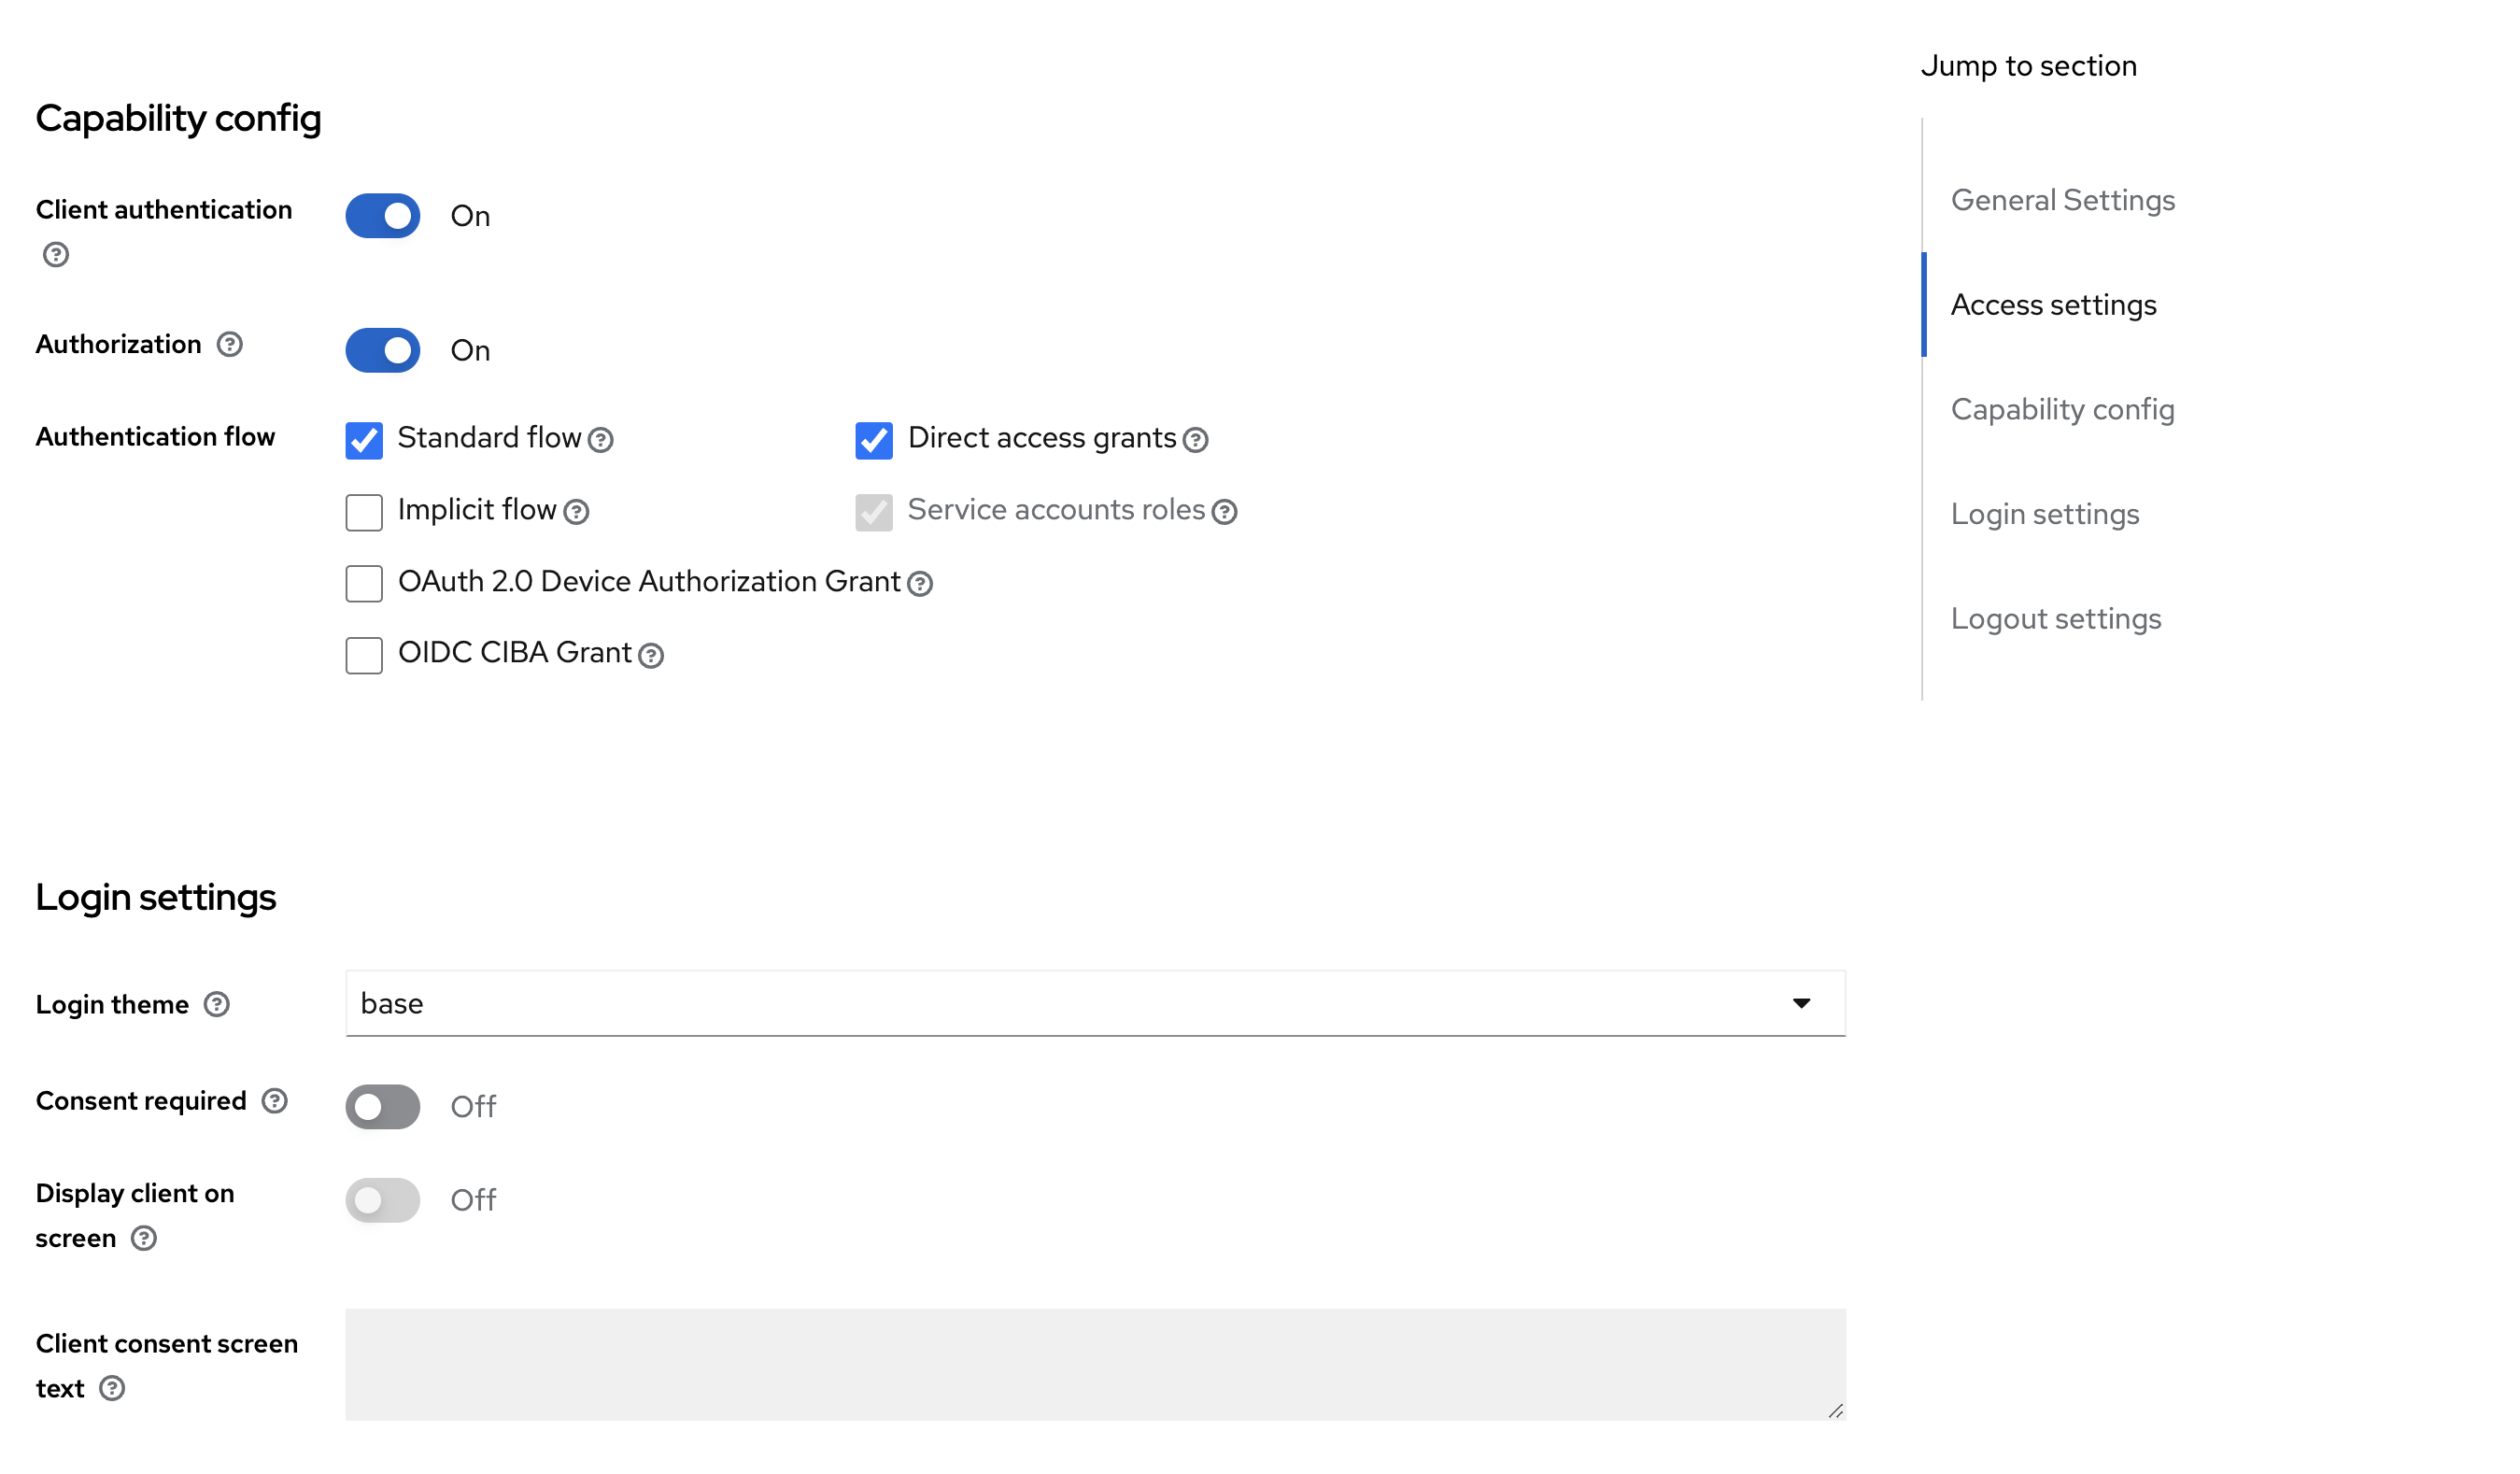 Jump to section
Capability config
Client authentication
On
General Settings
Access settings
Authorization
On
Capability config
Authentication flow
Standard flow
Direct access grants
Implicit flow
Service accounts roles
Login settings
OAuth 2.0 Device Authorization Grant
Logout settings
OIDC CIBA Grant
Login settings
Login theme
base
Consent required
Off
Display client on
screen
Off
Client consent screen
text